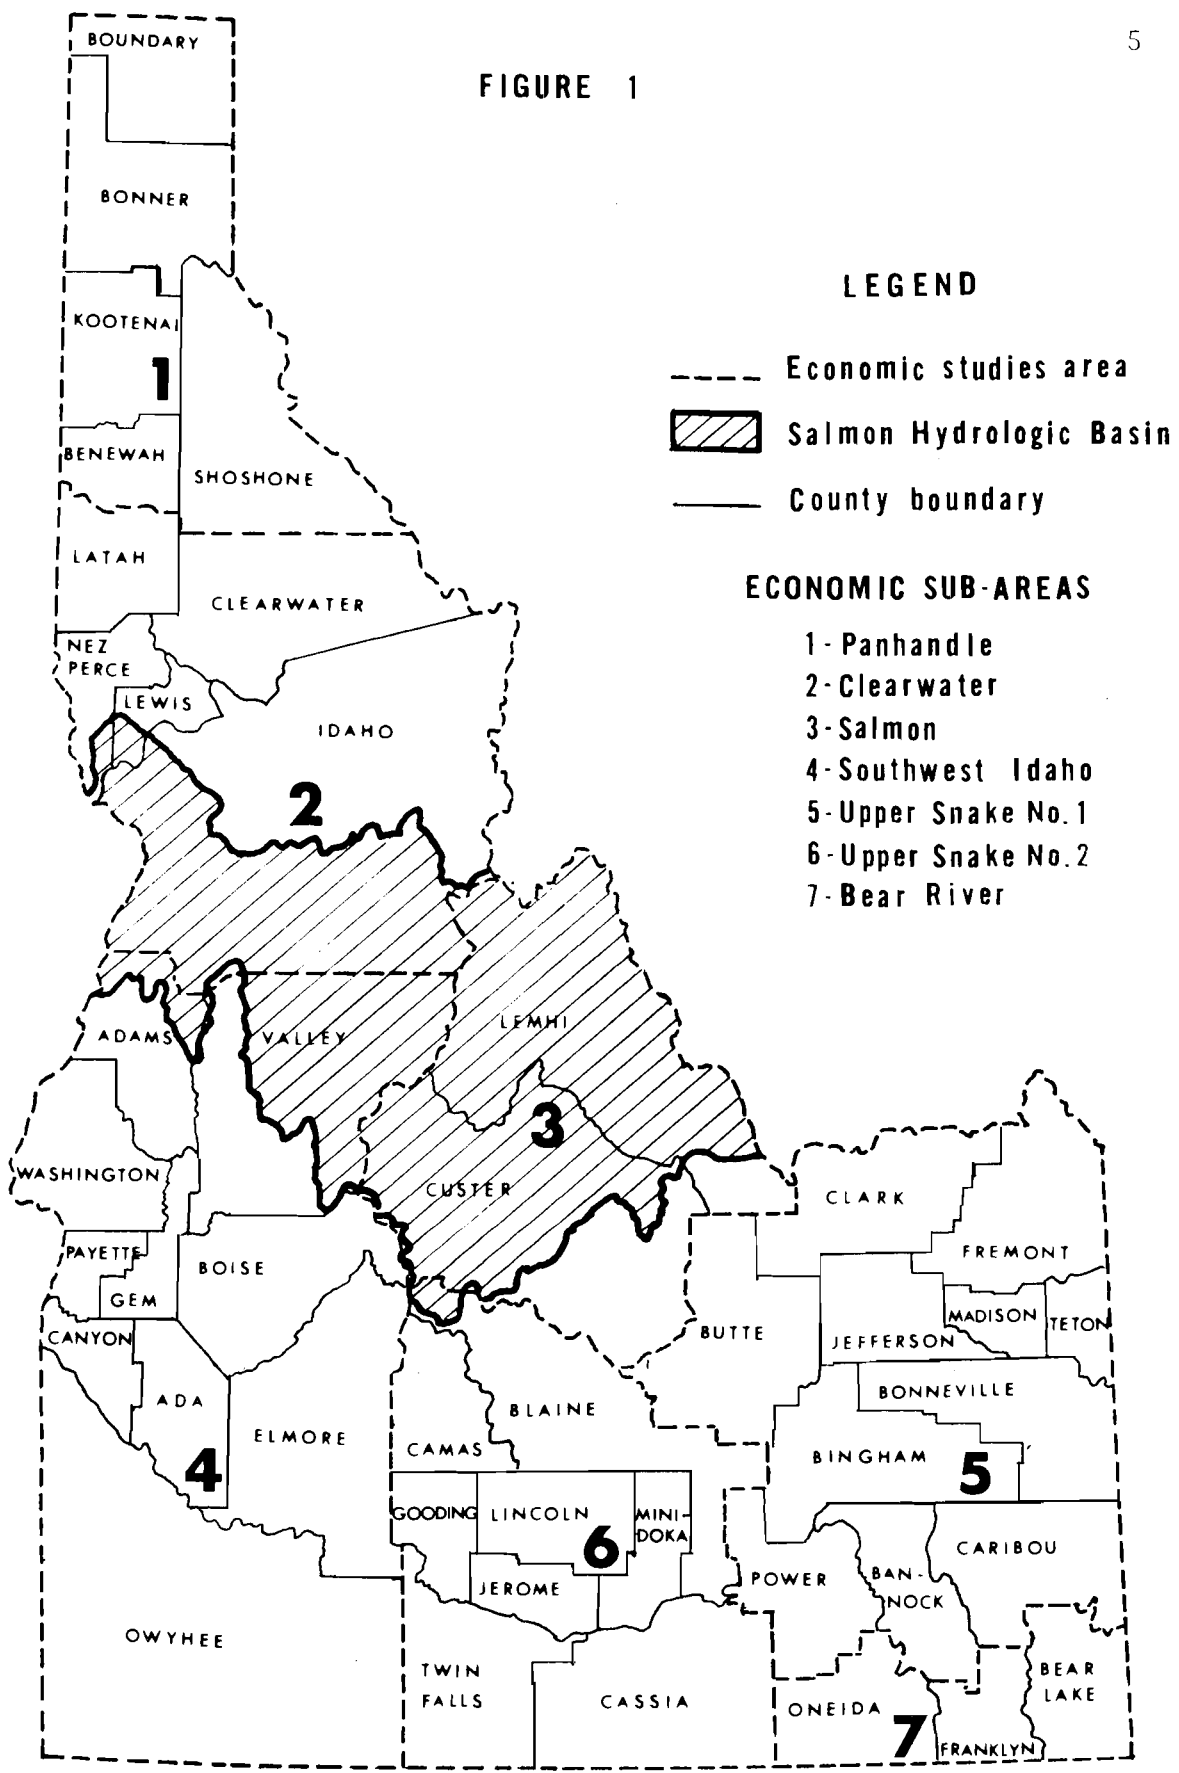 5
FIGURE 1
BOUNDARY
BONNER
KOOTENAI
1
BENEWAH
SHOSHONE
LATAH
CLEARWATER
NEZ
PERCE
LEWIS
IDAHO
2
LEGEND
Economic studies area
Salmon Hydrologic Basin
County boundary
ECONOMIC SUB-AREAS
1-Panhandle
2-Clearwater
3-Salmon
4-Southwest Idaho
5-Upper Snake No.1
6-Upper Snake No.2
7-Bear River
ADAMS
VALLEY
LEMHI
3
WASHINGTON
CUSTER
CLARK
PAYETTE
BOISE
FREMONT
GEM
MADISON
TETON
CANYON
BUTTE
JEFFERSON
ADA
BLAINE
BONNEVILLE
ELMORE
CAMAS
BINGHAM
4
5
GOODING
LINCOLN
MINI-
DOKA
6
JEROME
POWER
BAN-
NOCK
CARIBOU
OWYHEE
TWIN
FALLS
CASSIA
ONEIDA
7
FRANKLYN
BEAR
LAKE